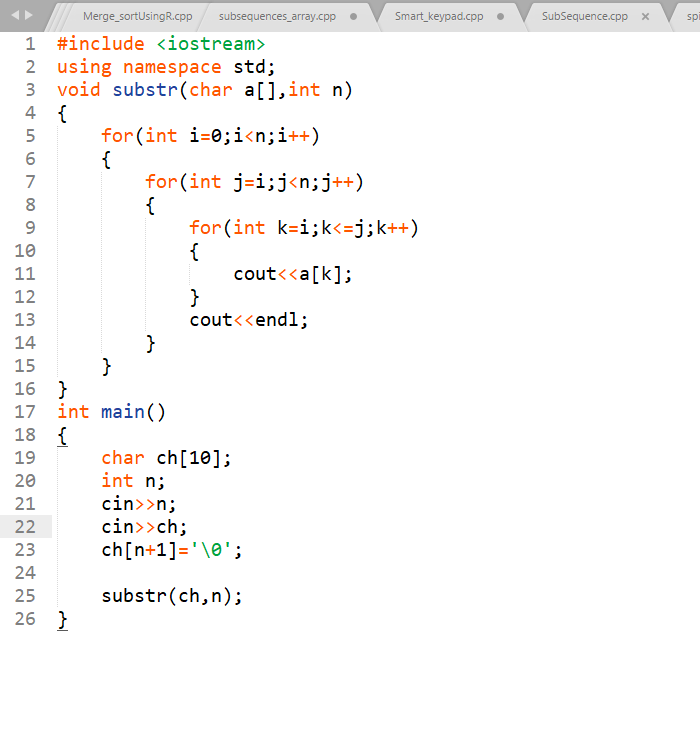 Merge_sortUsingR.cpp subsequences_array.cpp Smart_keypad.cpp SubSequence.cpp × spi
1 #include <iostream>
2 using namespace std;
3 void substr(char a[],int n)
4 {
5     for(int i=0;i<n;i++)
6     {
7         for(int j=i;j<n;j++)
8         {
9             for(int k=i;k<=j;k++)
10             {
11                 cout<<a[k];
12             }
13             cout<<endl;
14         }
15     }
16 }
17 int main()
18 {
19     char ch[10];
20     int n;
21     cin>>n;
22     cin>>ch;
23     ch[n+1]='\0';
24
25     substr(ch,n);
26 }